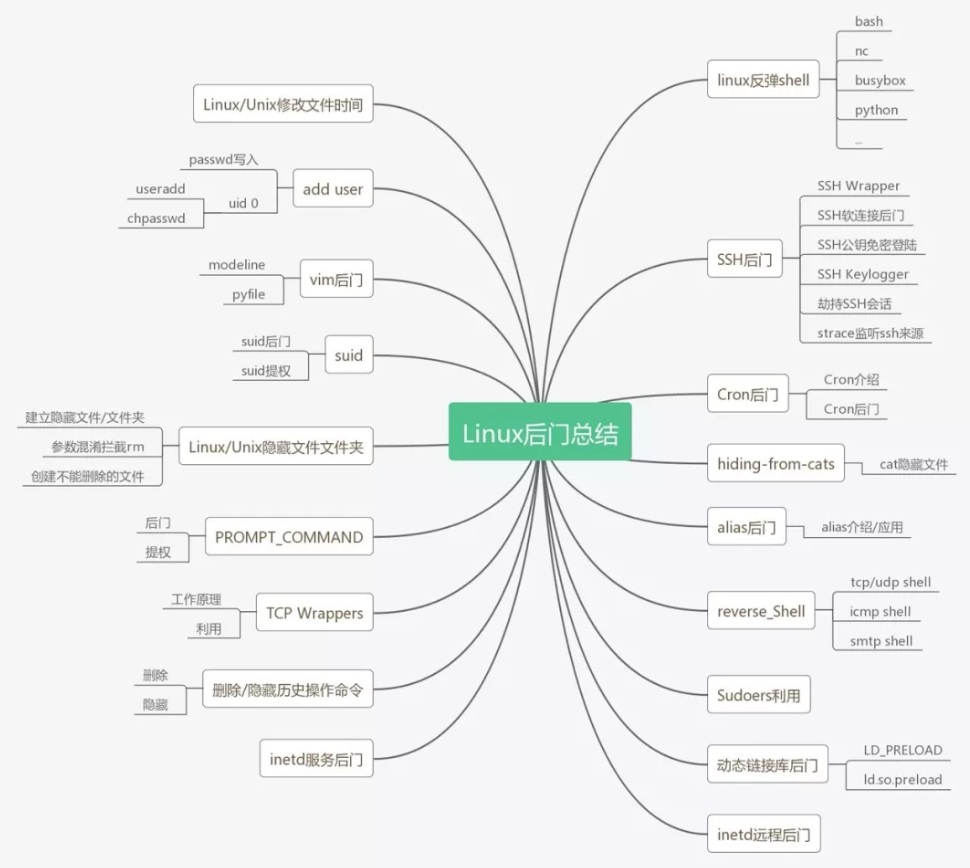 Linux后门总结
Linux/Unix修改文件时间
add user
passwd写入
uid 0
useradd
chpasswd
vim后门
modeline
pyfile
suid
suid后门
suid提权
Linux/Unix隐藏文件文件夹
建立隐藏文件/文件夹
参数混淆拦截rm
创建不能删除的文件
PROMPT_COMMAND
后门
提权
TCP Wrappers
工作原理
利用
删除/隐藏历史操作命令
删除
隐藏
inetd服务后门
linux反弹shell
bash
nc
busybox
python
...
SSH后门
SSH Wrapper
SSH软连接后门
SSH公钥免密登陆
SSH Keylogger
劫持SSH会话
strace监听ssh来源
Cron后门
Cron介绍
Cron后门
hiding-from-cats
cat隐藏文件
alias后门
alias介绍/应用
reverse_Shell
tcp/udp shell
icmp shell
smtp shell
Sudoers利用
动态链接库后门
LD_PRELOAD
ld.so.preload
inetd远程后门